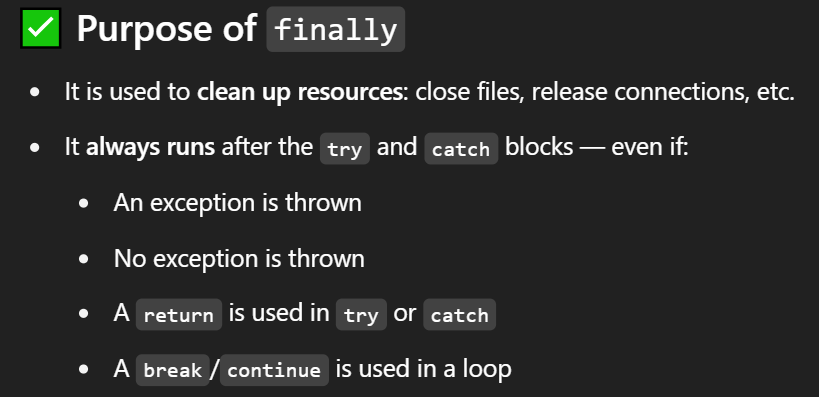 ✅ Purpose of finally
• It is used to clean up resources: close files, release connections, etc.
• It always runs after the try and catch blocks — even if:
• An exception is thrown
• No exception is thrown
• A return is used in try or catch
• A break/continue is used in a loop